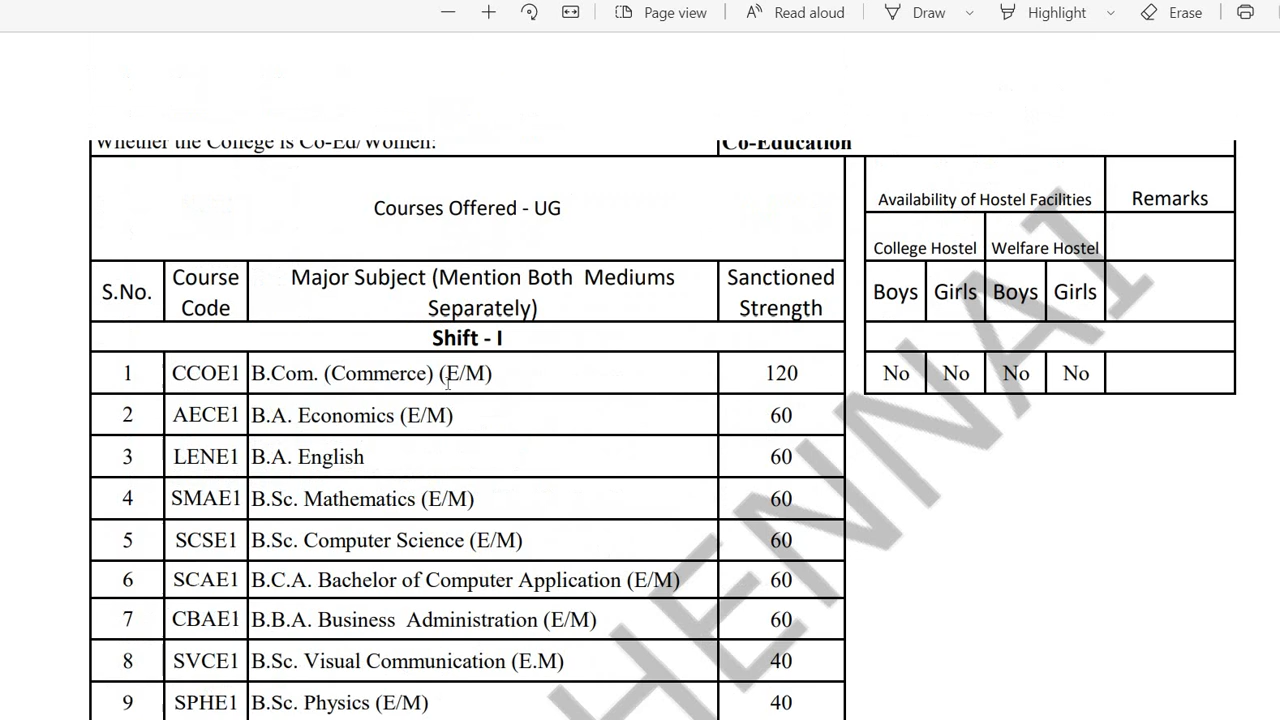 Page view
Read aloud
Draw
Highlight
Erase
Whether the College is Co-Ed/Women:
Co-Education
Courses Offered - UG
Availability of Hostel Facilities
Remarks
College Hostel
Welfare Hostel
S.No.
Course
Code
Major Subject (Mention Both Mediums
Separately)
Sanctioned
Strength
Boys
Girls
Boys
Girls
Shift - I
1 CCOE1 B.Com. (Commerce) (E/M) 120
No No No No
2 AECE1 B.A. Economics (E/M) 60
3 LENE1 B.A. English 60
4 SMAE1 B.Sc. Mathematics (E/M) 60
5 SCSE1 B.Sc. Computer Science (E/M) 60
6 SCAE1 B.C.A. Bachelor of Computer Application (E/M) 60
7 CBAE1 B.B.A. Business Administration (E/M) 60
8 SVCE1 B.Sc. Visual Communication (E.M) 40
9 SPHE1 B.Sc. Physics (E/M) 40
HENNAI